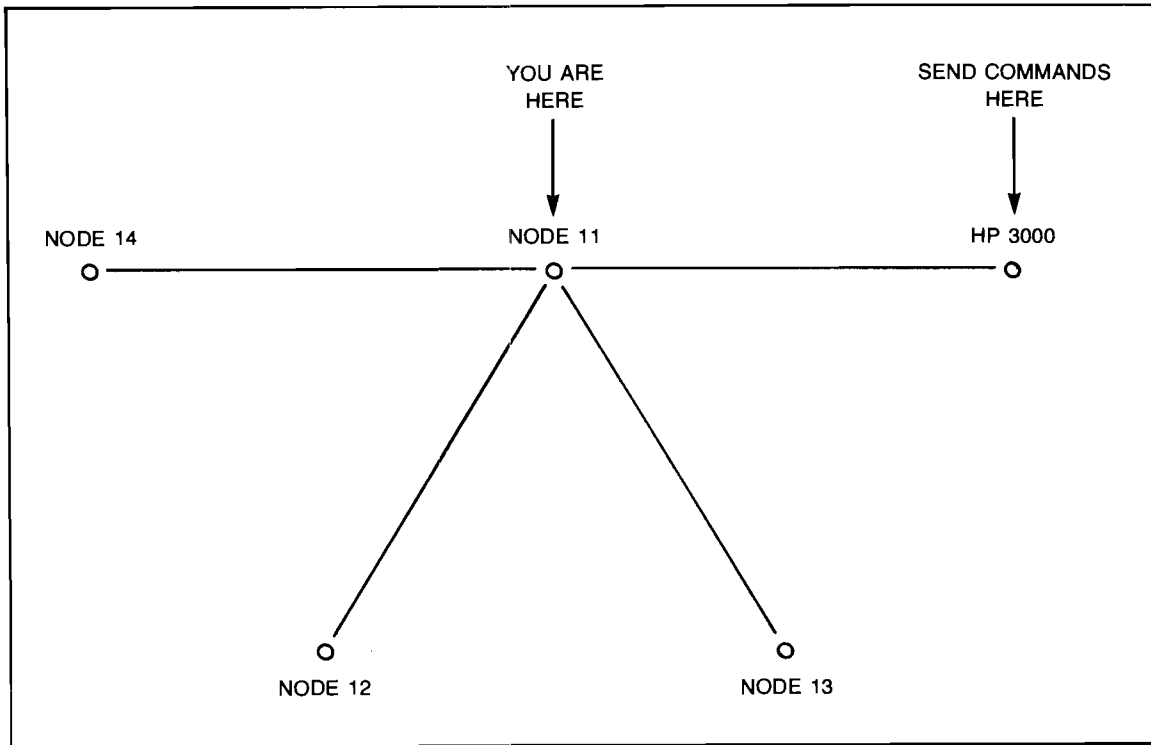 YOU ARE
HERE
SEND COMMANDS
HERE
NODE 14
NODE 11
HP 3000
NODE 12
NODE 13